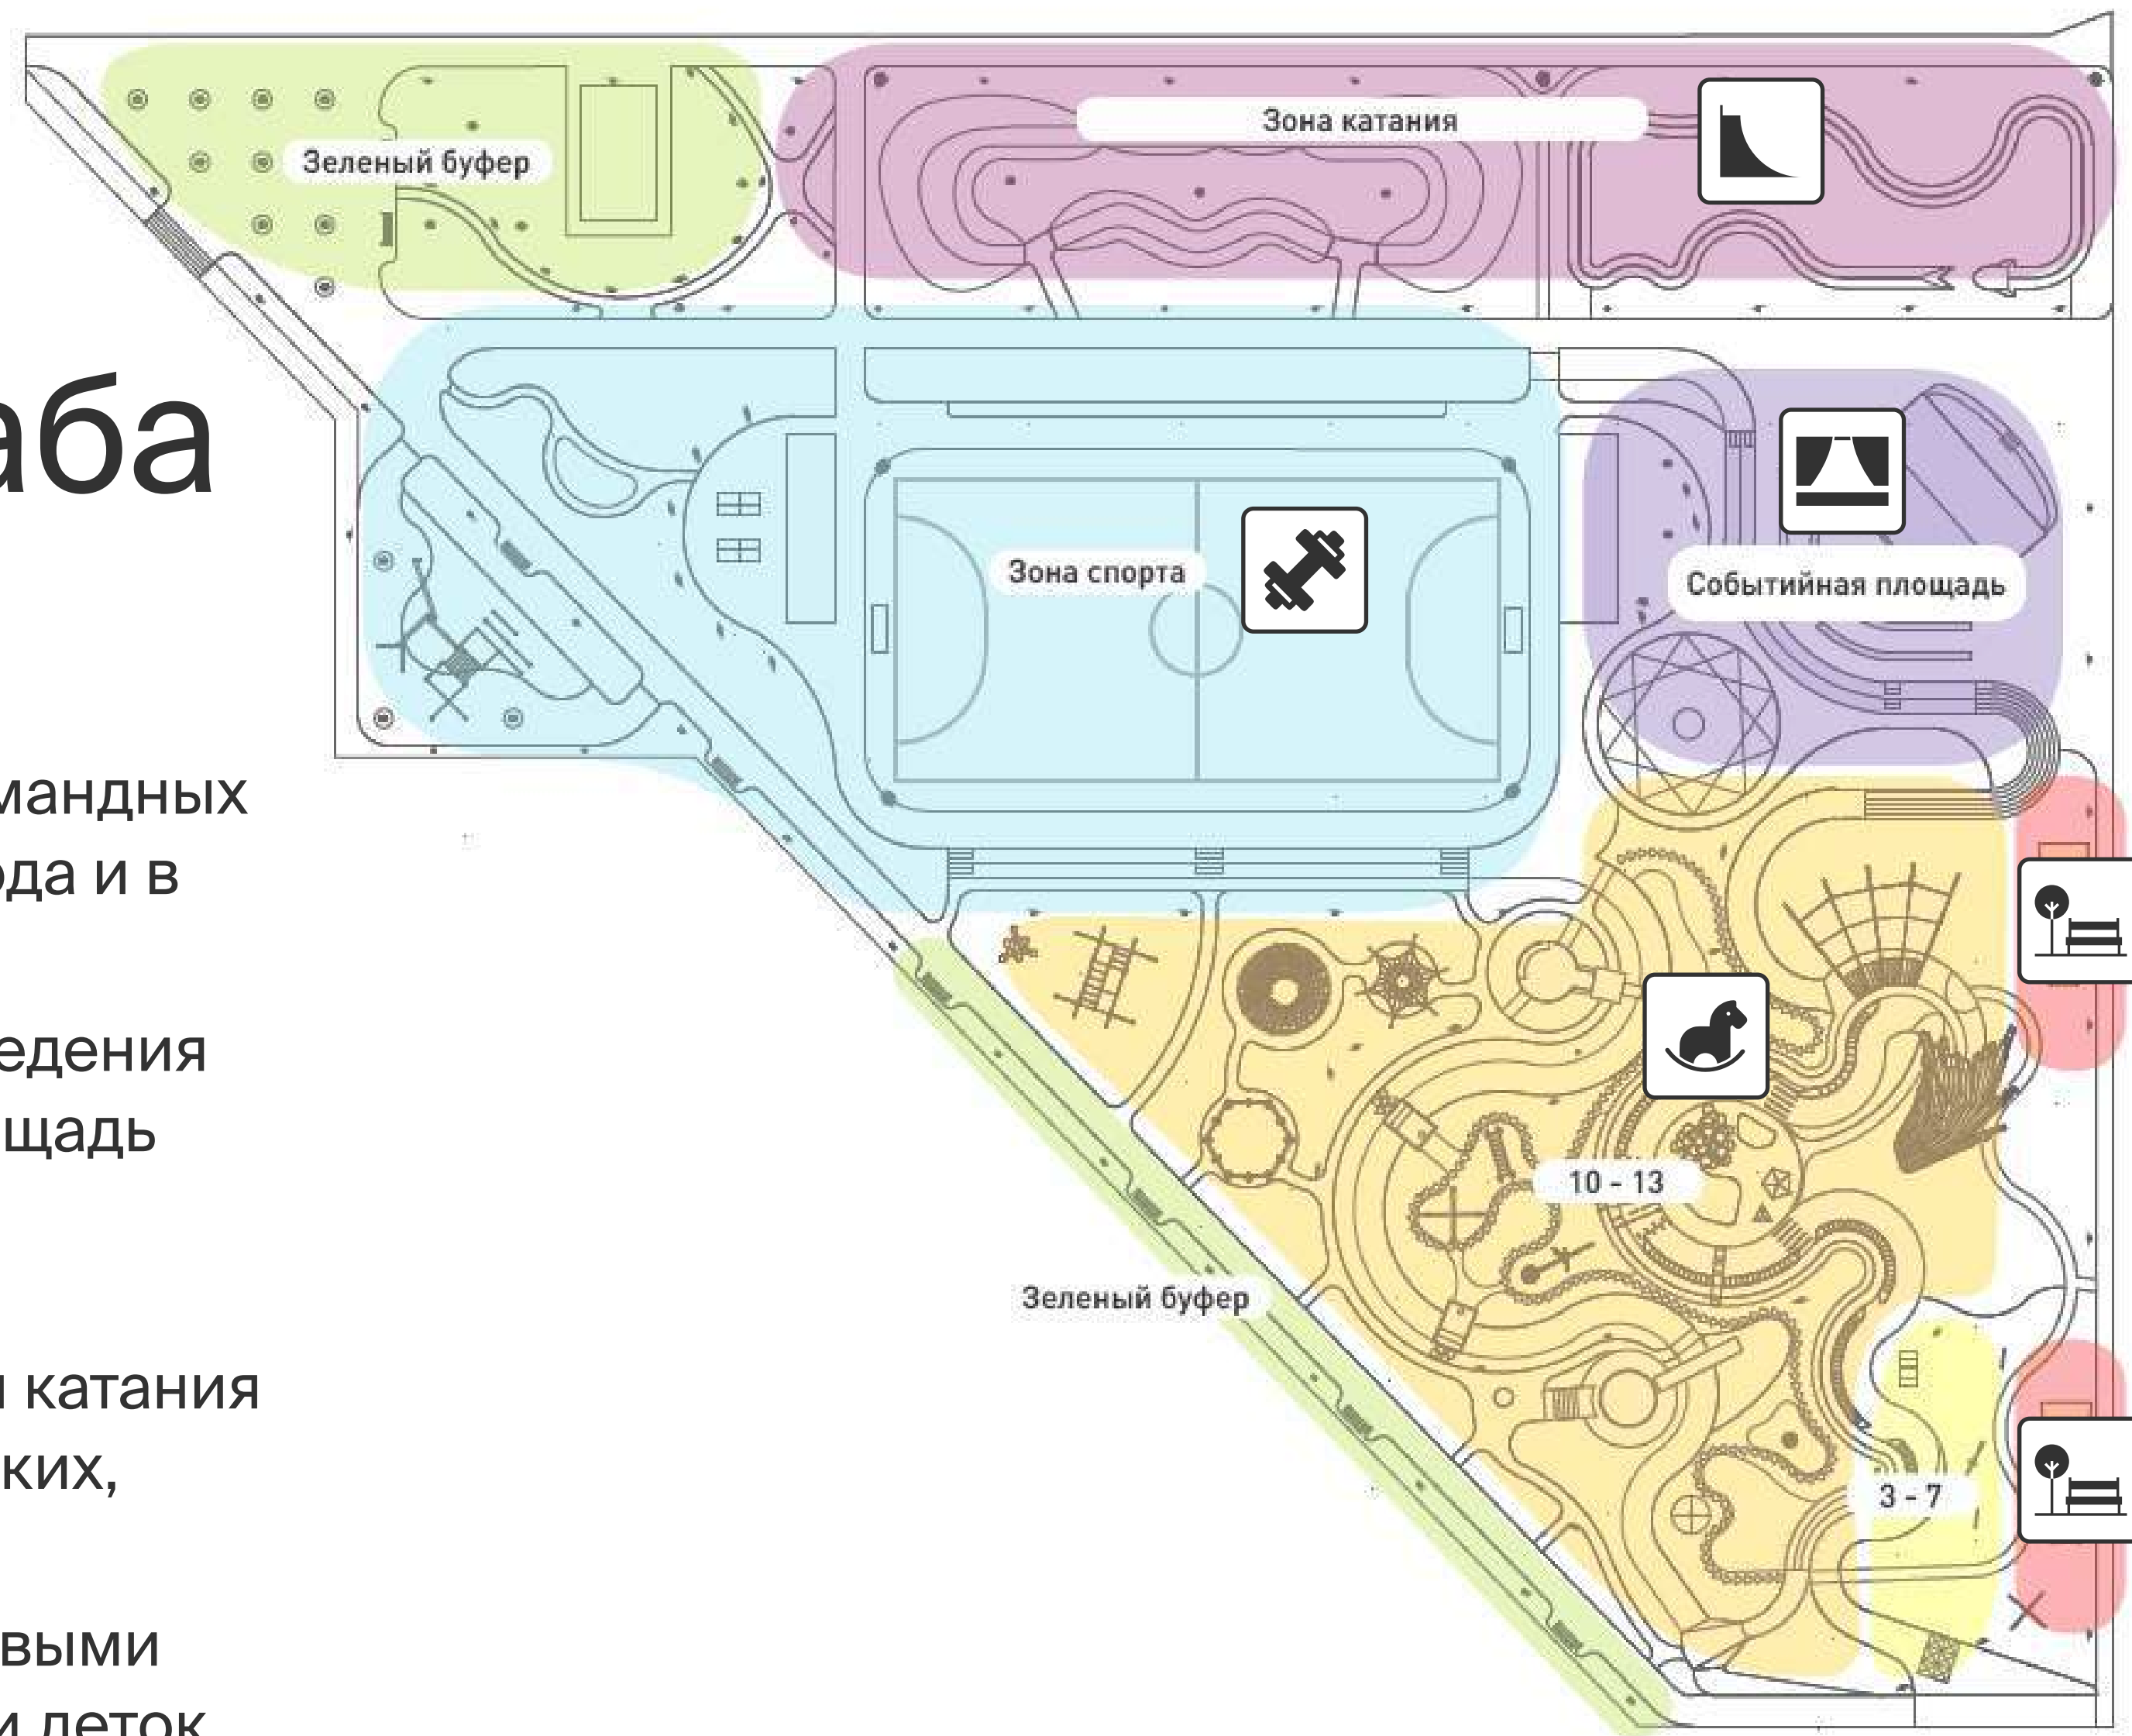 аба
мандных
ода и в
едения
щадь
катания
ких,
выми
и деток
Зеленый буфер
Зона катания
Зона спорта
Событийная площадь
10 - 13
Зеленый буфер
3 - 7